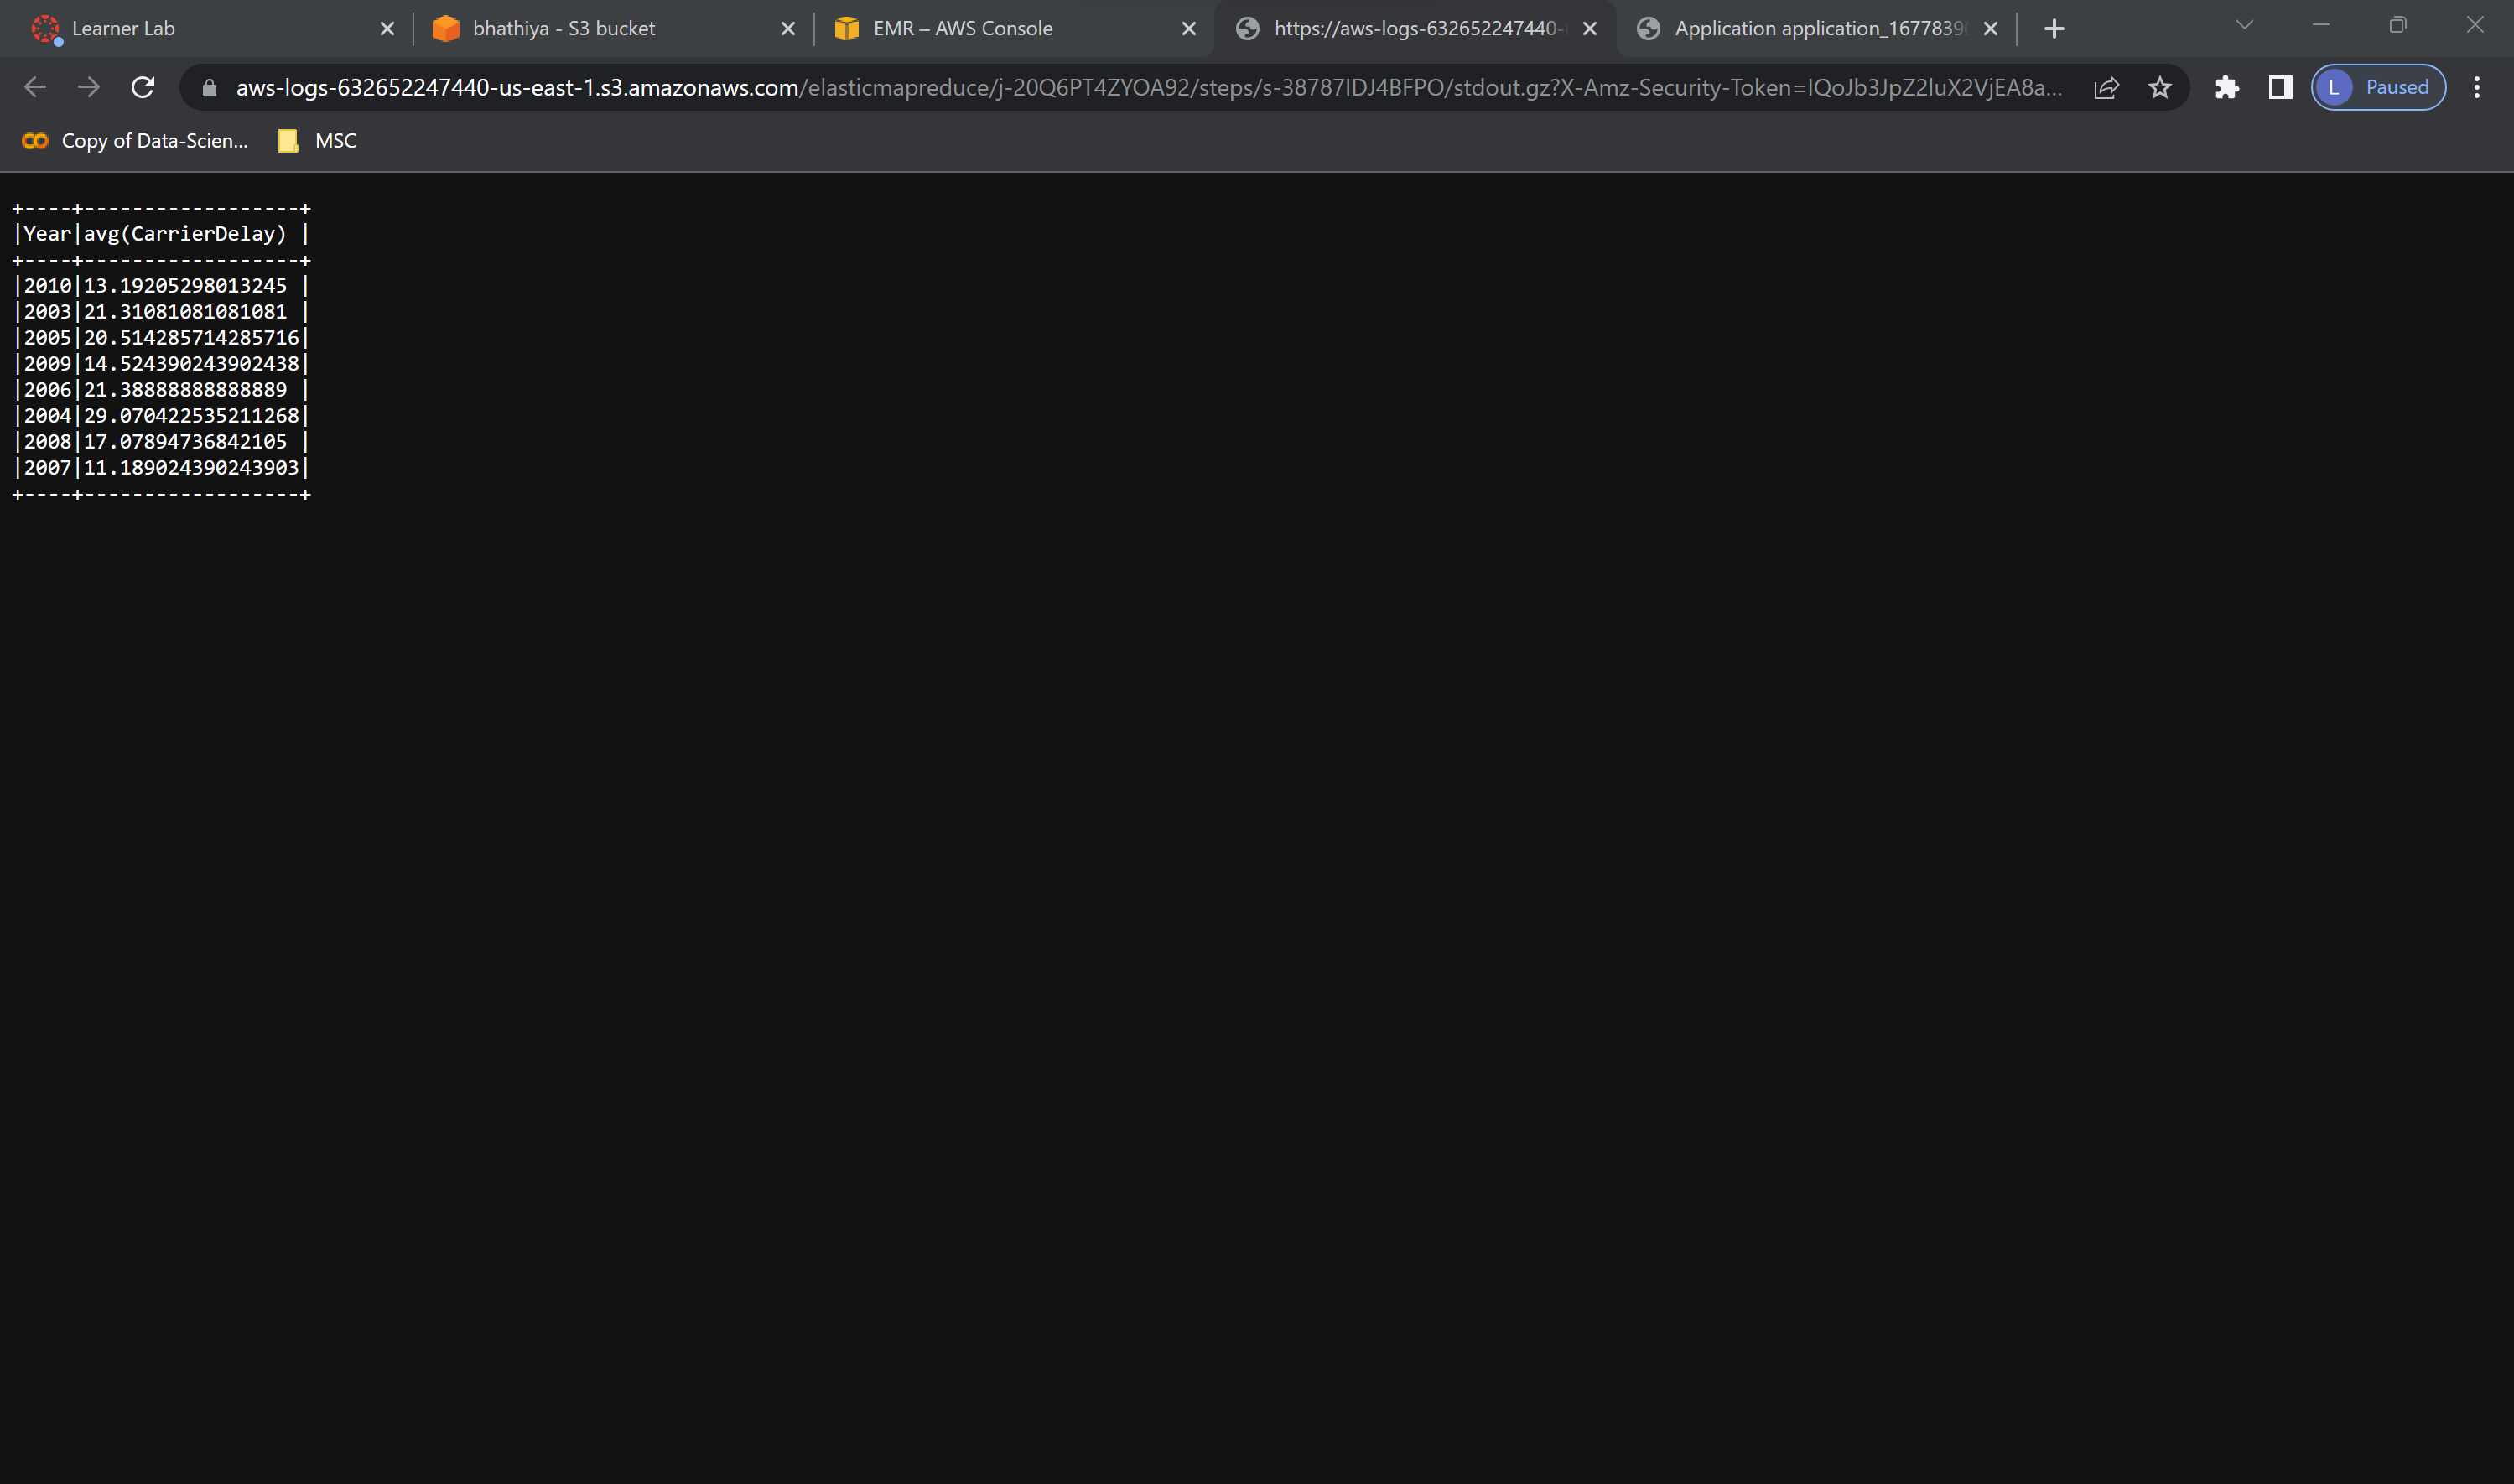 Learner Lab
bhathiya - S3 bucket
EMR – AWS Console
https://aws-logs-632652247440-
Application application_1677839
aws-logs-632652247440-us-east-1.s3.amazonaws.com/elasticmapreduce/j-20Q6PT4ZYOA92/steps/s-38787IDJ4BFPO/stdout.gz?X-Amz-Security-Token=IQoJb3JpZ2luX2VjEA8a...
L Paused
Copy of Data-Scien...
MSC
+----+------------------+
|Year|avg(CarrierDelay) |
+----+------------------+
|2010|13.19205298013245 |
|2003|21.31081081081081 |
|2005|20.514285714285716|
|2009|14.524390243902438|
|2006|21.38888888888889 |
|2004|29.070422535211268|
|2008|17.07894736842105 |
|2007|11.189024390243903|
+----+------------------+